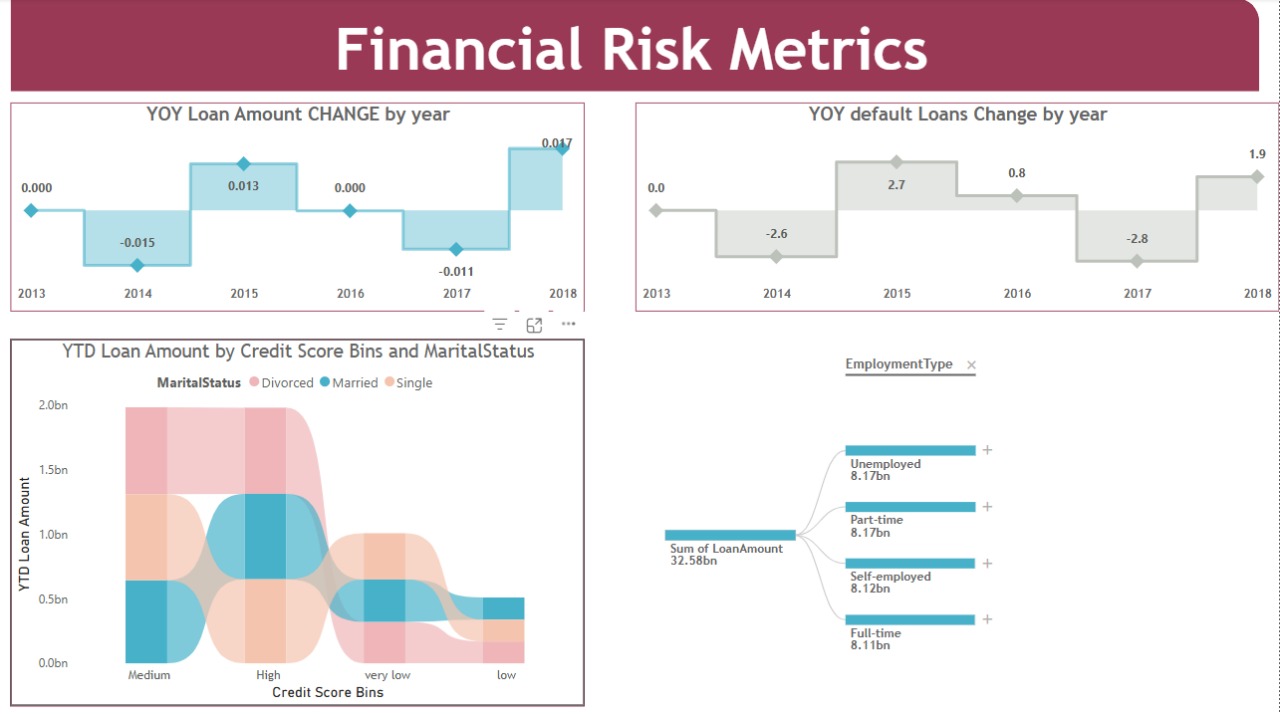 Financial Risk Metrics
YOY Loan Amount CHANGE by year
0.000
-0.015
0.013
0.000
-0.011
0.017
2013 2014 2015 2016 2017 2018
YOY default Loans Change by year
0.0
-2.6
2.7
0.8
-2.8
1.9
2013 2014 2015 2016 2017 2018
YTD Loan Amount by Credit Score Bins and MaritalStatus
MaritalStatus Divorced Married Single
YTD Loan Amount
2.0bn
1.5bn
1.0bn
0.5bn
0.0bn
Medium High very low low
Credit Score Bins
EmploymentType
Sum of LoanAmount
32.58bn
Unemployed
8.17bn
Part-time
8.17bn
Self-employed
8.12bn
Full-time
8.11bn